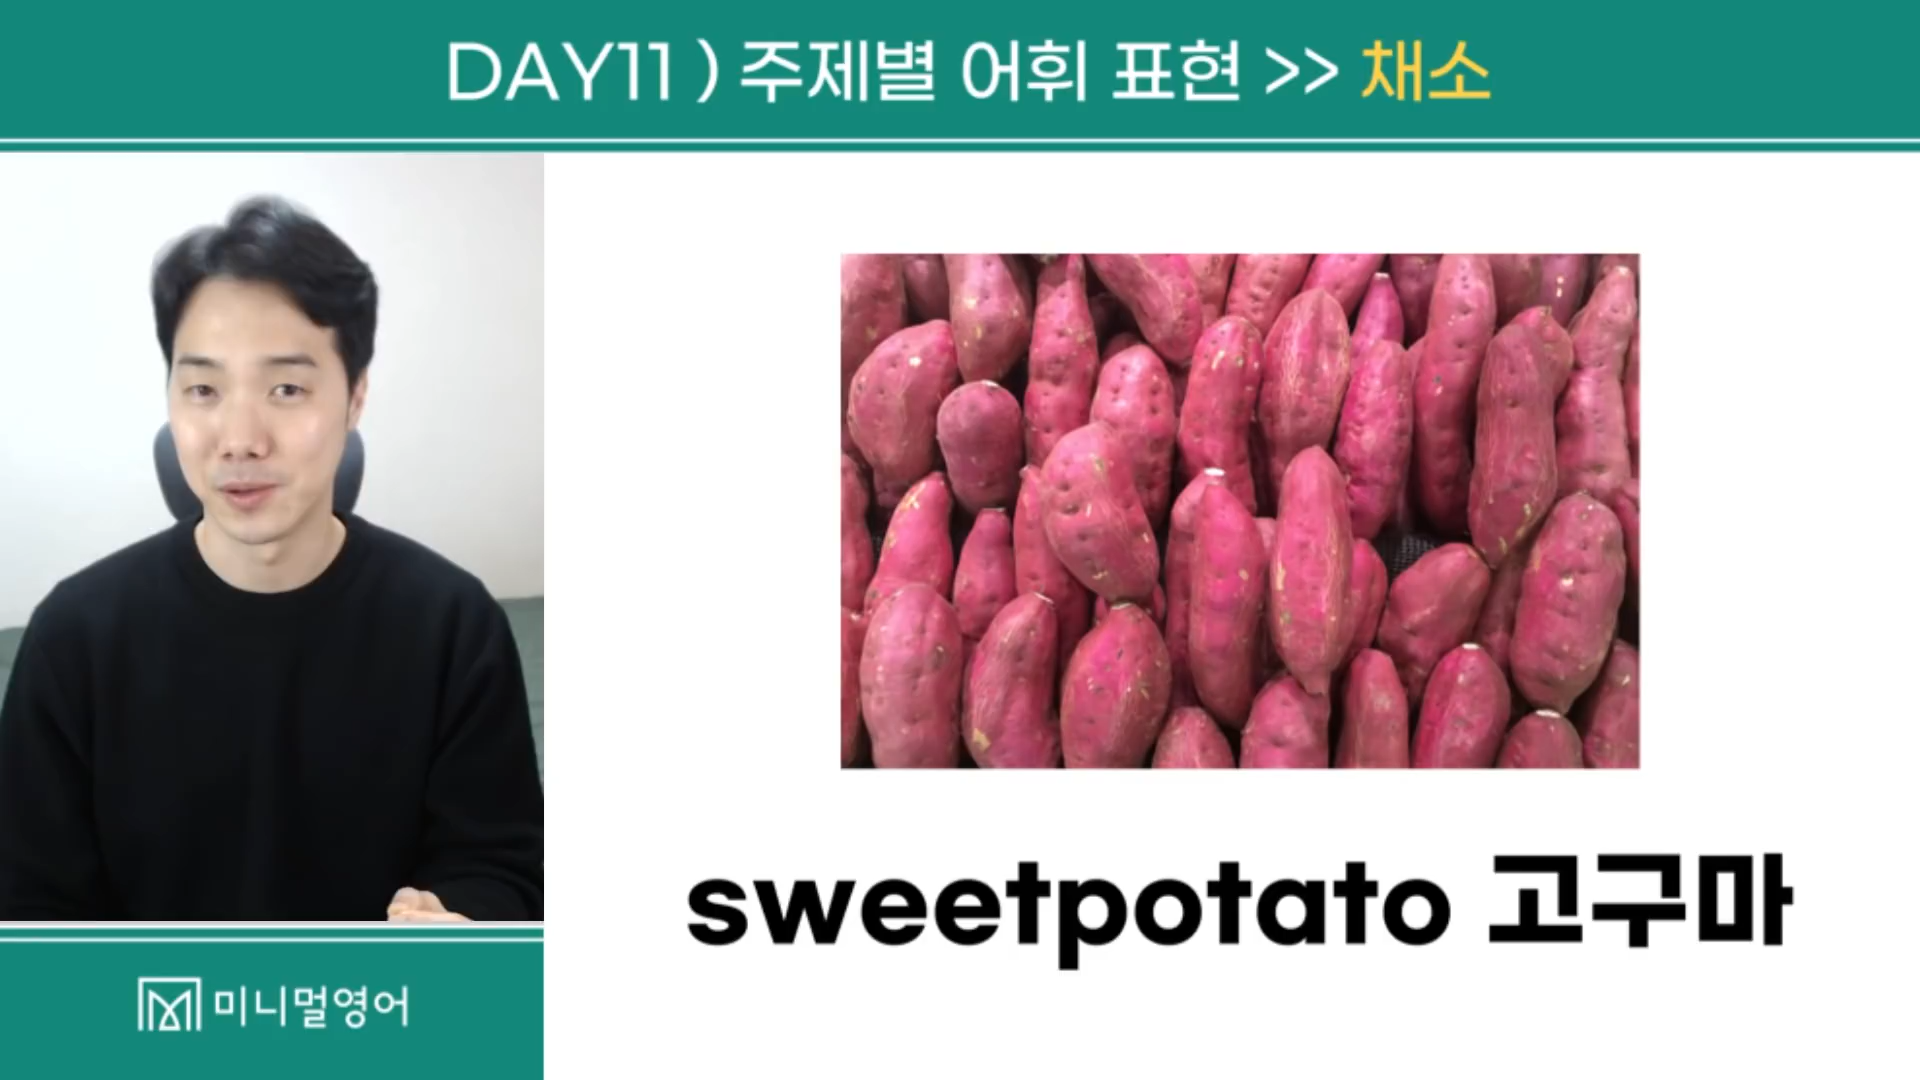 DAY11 ) 주제별 어휘 표현 >> 채소
sweetpotato 고구마
미니멀영어